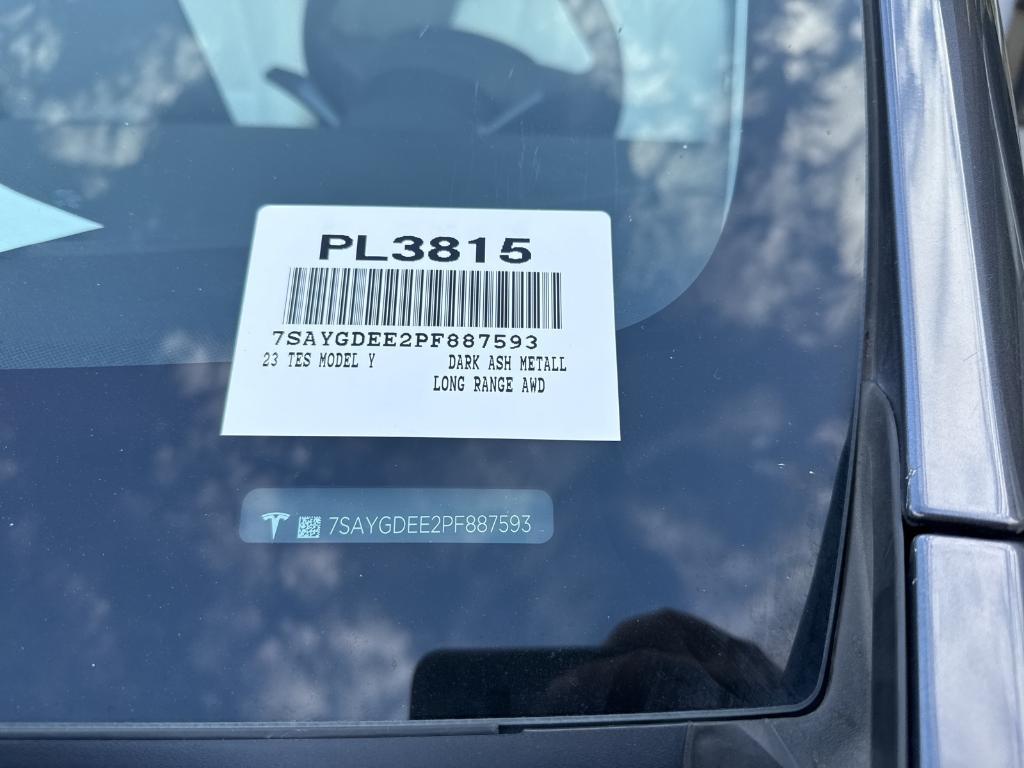 PL3815
7SAYGDEE2PF887593
23 TES MODEL Y DARK ASH METALL
LONG RANGE AWD
7SAYGDEE2PF887593